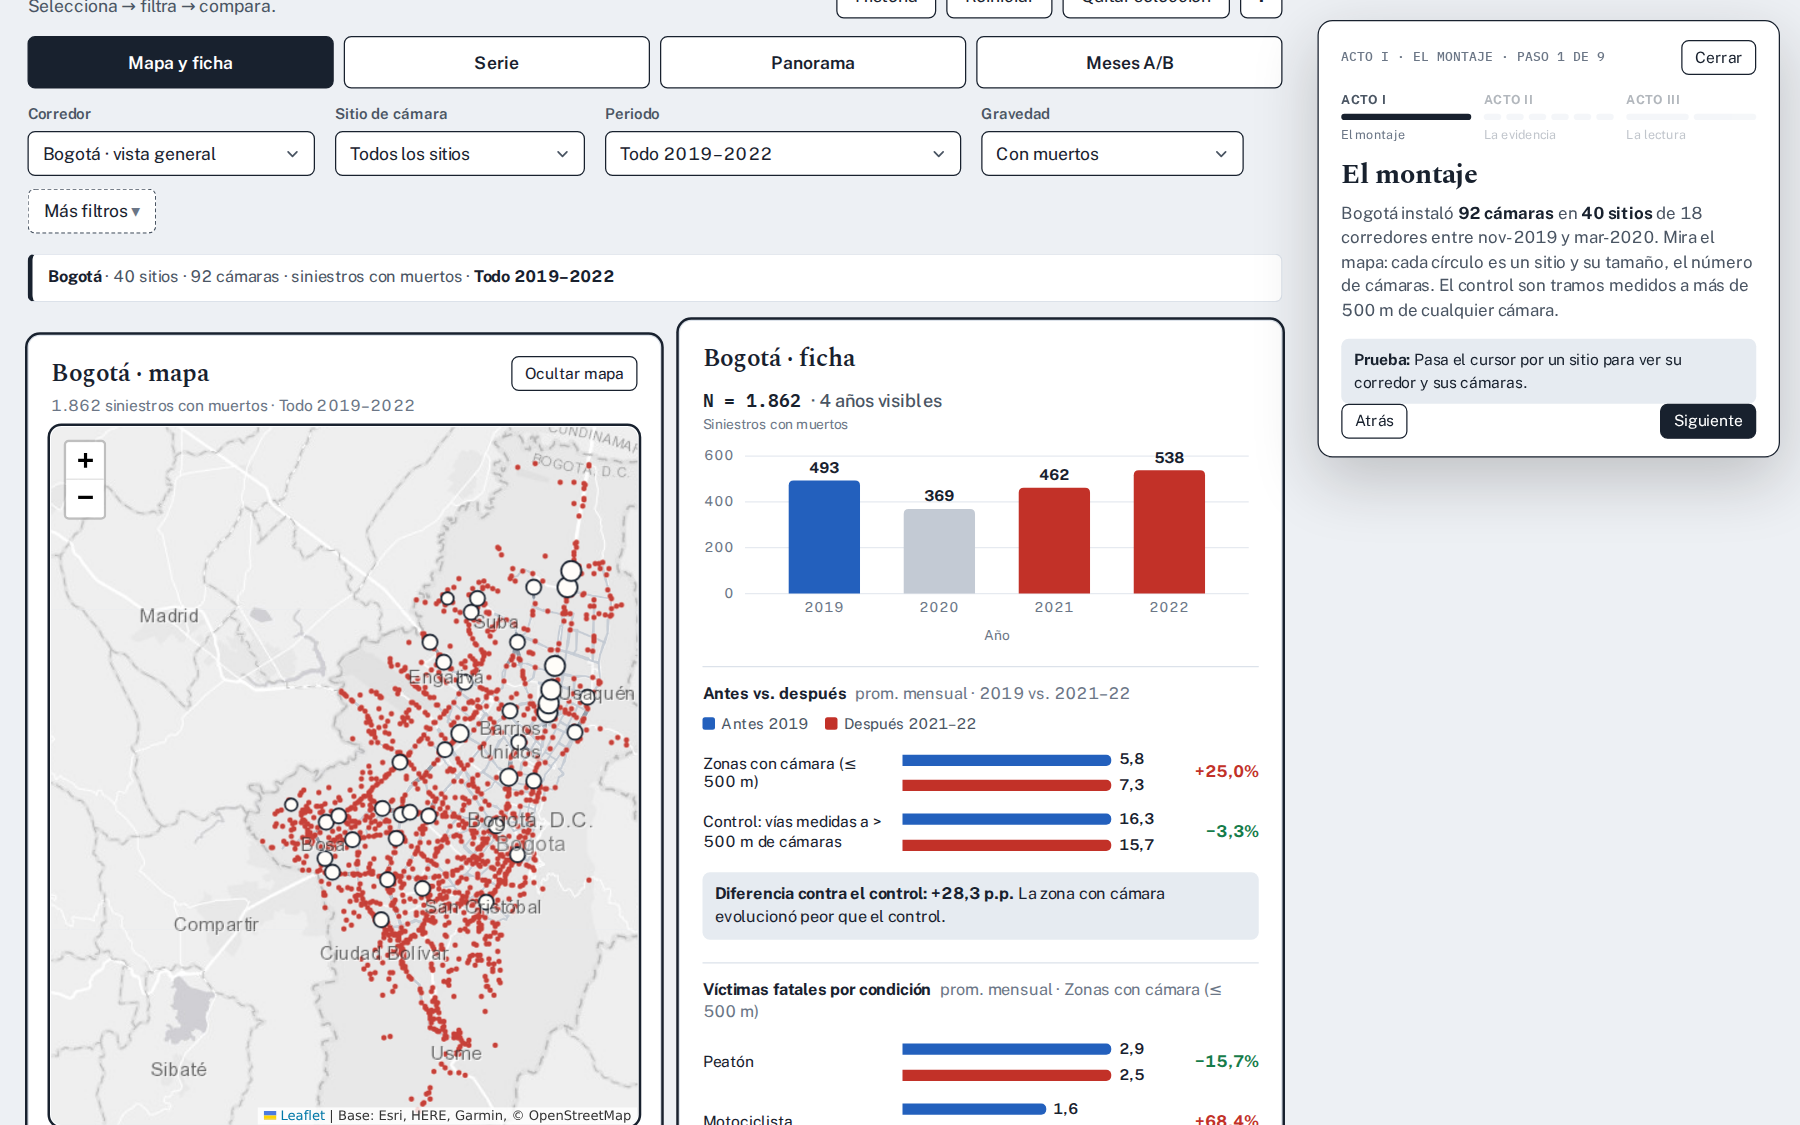 Selecciona → filtra → compara.
Historia
Reiniciar
Quitar selección
Mapa y ficha
Serie
Panorama
Meses A/B
Corredor
Sitio de cámara
Periodo
Gravedad
Bogotá · vista general
Todos los sitios
Todo 2019–2022
Con muertos
Más filtros ▾
Bogotá · 40 sitios · 92 cámaras · siniestros con muertos · Todo 2019–2022
Bogotá · mapa
Ocultar mapa
1.862 siniestros con muertos · Todo 2019–2022
+
−
CUNDINAMAR
BOGOTÁ, D.C.
Madrid
Suba
Engativá
Usaquén
Barrios
Unidos
Bogotá, D.C.
Bogota
Bosa
San Cristobal
Compartir
Ciudad Bolívar
Usme
Sibaté
Leaflet | Base: Esri, HERE, Garmin, © OpenStreetMap
Bogotá · ficha
N = 1.862 · 4 años visibles
Siniestros con muertos
600
400
200
0
493
369
462
538
2019
2020
2021
2022
Año
Antes vs. después prom. mensual · 2019 vs. 2021–22
Antes 2019
Después 2021–22
Zonas con cámara (≤
500 m)
5,8
7,3
+25,0%
Control: vías medidas a >
500 m de cámaras
16,3
15,7
−3,3%
Diferencia contra el control: +28,3 p.p. La zona con cámara
evolucionó peor que el control.
Víctimas fatales por condición prom. mensual · Zonas con cámara (≤
500 m)
Peatón
2,9
2,5
−15,7%
Motociclista
1,6
+68,4%
ACTO I · EL MONTAJE · PASO 1 DE 9
Cerrar
ACTO I
ACTO II
ACTO III
El montaje
La evidencia
La lectura
El montaje
Bogotá instaló 92 cámaras en 40 sitios de 18
corredores entre nov-2019 y mar-2020. Mira el
mapa: cada círculo es un sitio y su tamaño, el número
de cámaras. El control son tramos medidos a más de
500 m de cualquier cámara.
Prueba: Pasa el cursor por un sitio para ver su
corredor y sus cámaras.
Atrás
Siguiente